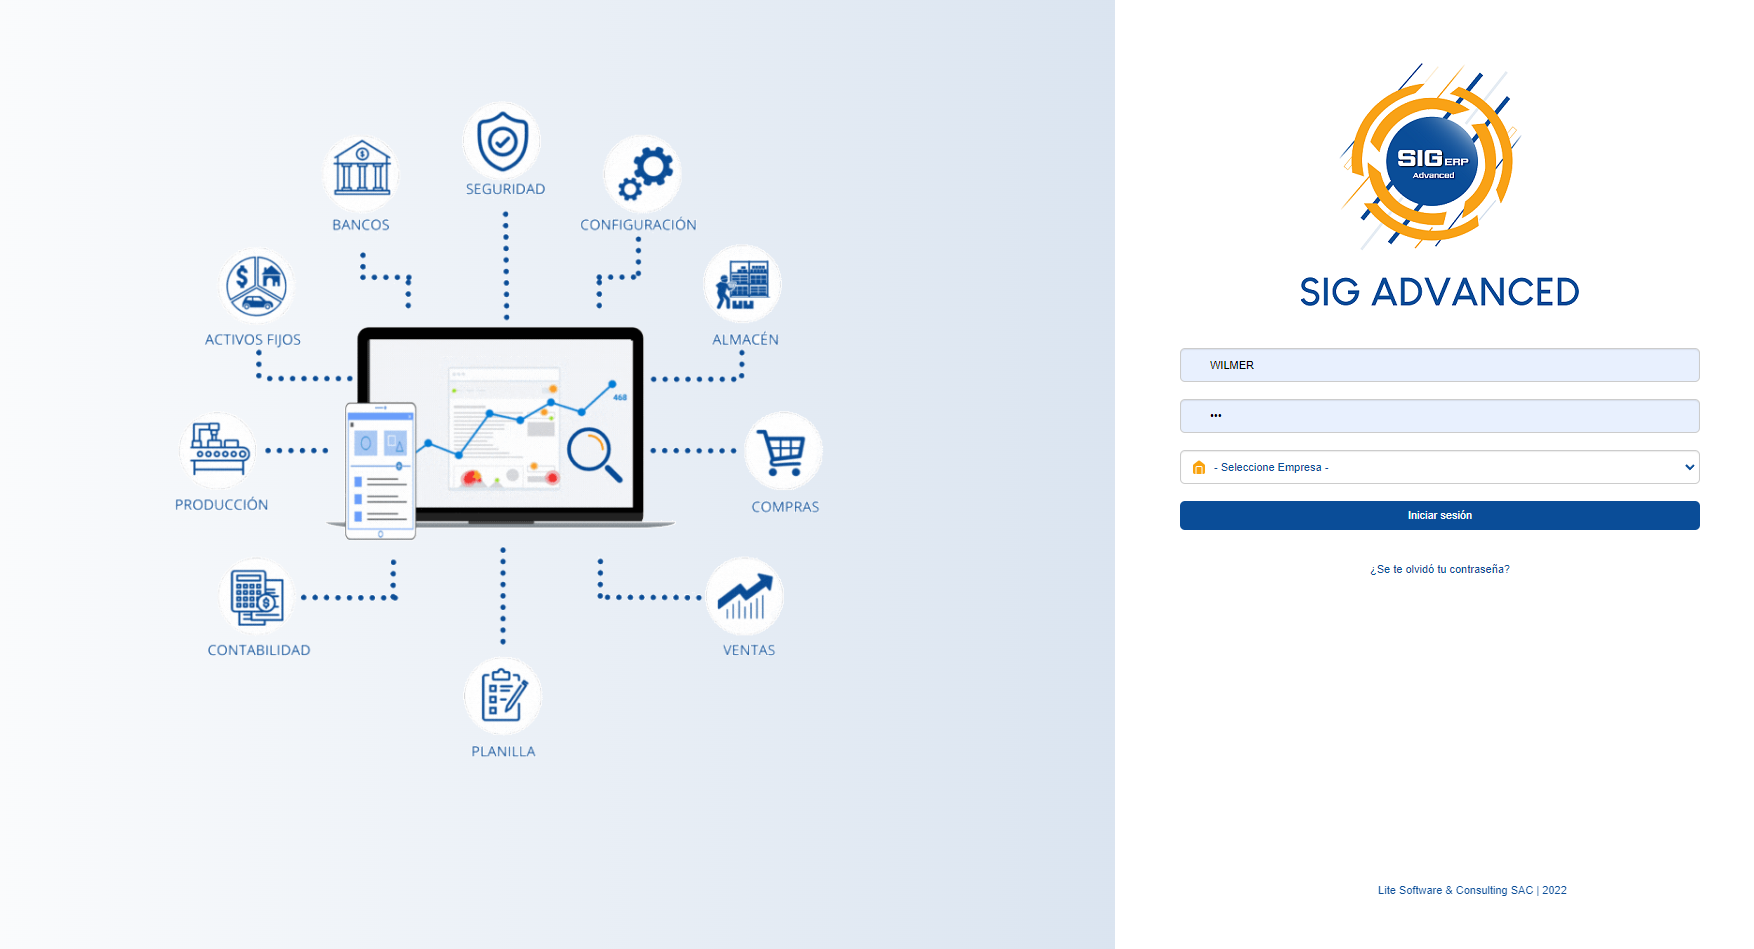 SEGURIDAD
BANCOS
CONFIGURACIÓN
ACTIVOS FIJOS
ALMACÉN
468
PRODUCCIÓN
COMPRAS
CONTABILIDAD
VENTAS
PLANILLA
SIG ERP
Advanced
SIG ADVANCED
WILMER
•••
- Seleccione Empresa -
Iniciar sesión
¿Se te olvidó tu contraseña?
Lite Software & Consulting SAC | 2022